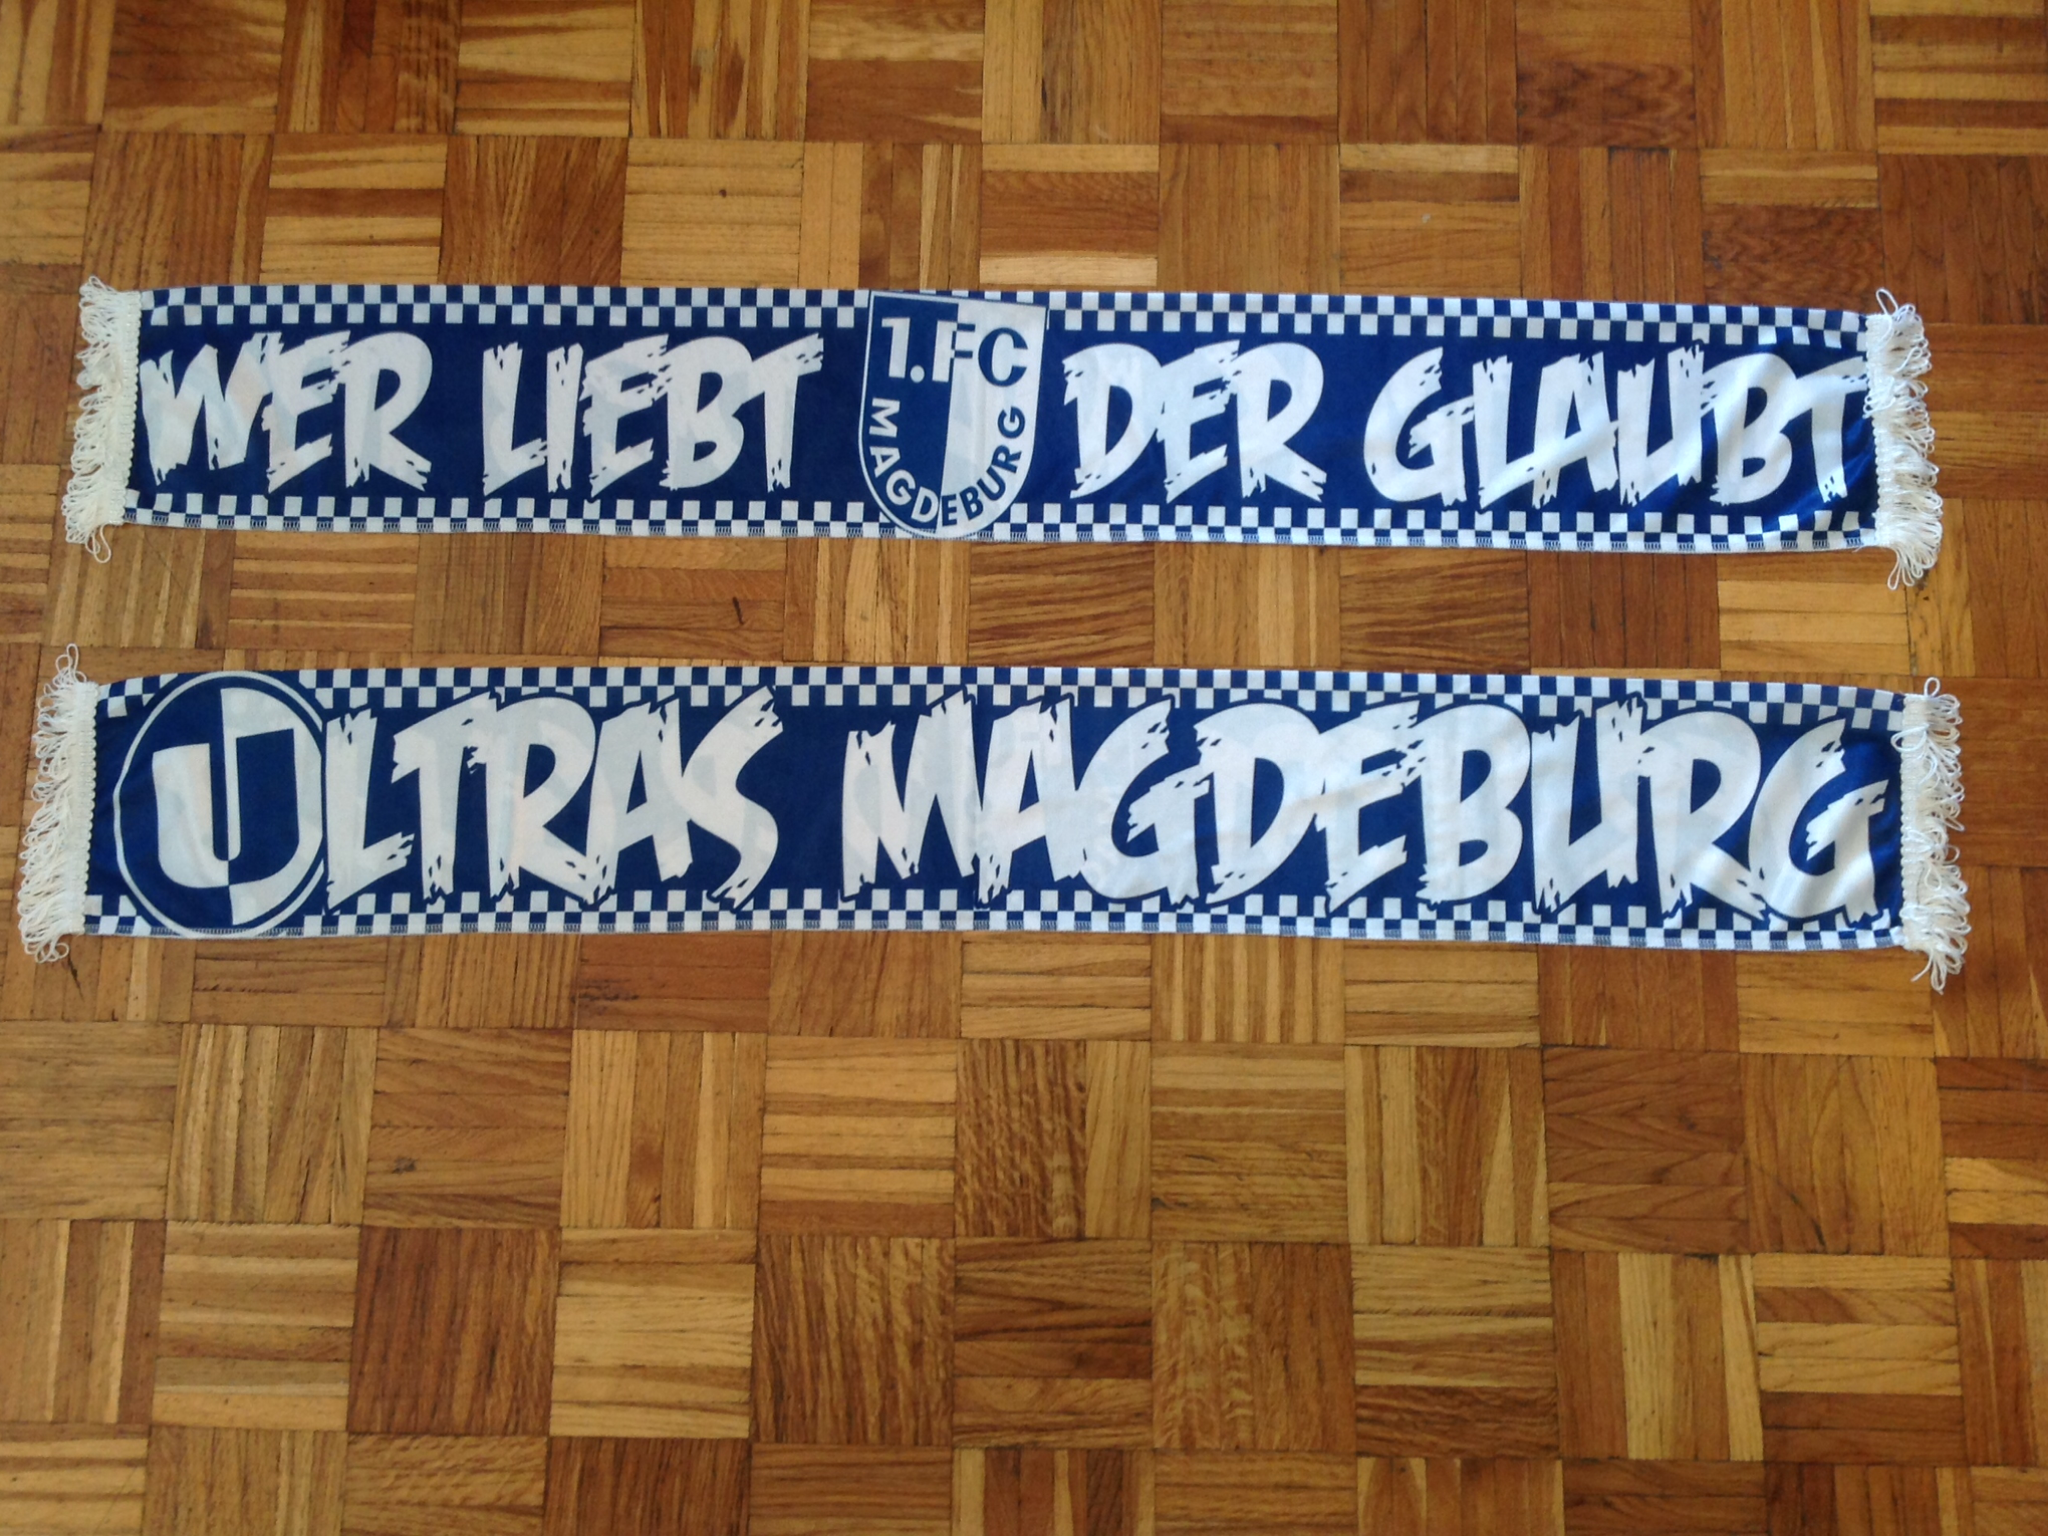 WER LIEBT 1.FC MAGDEBURG DER GLAUBT
ULTRAS MAGDEBURG